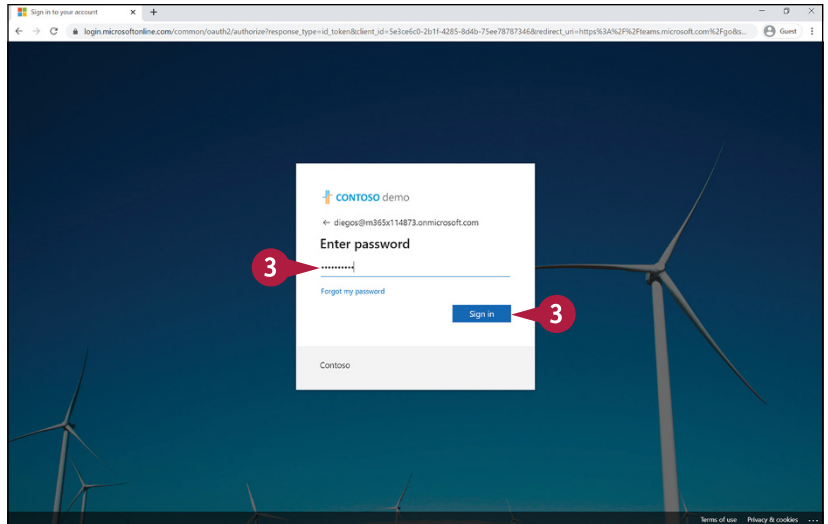 Sign in to your account
login.microsoftonline.com/common/oauth2/authorize?response_type=id_token&client_id=5e3ce6c0-2b1f-4285-8d4b-75ee78787346&redirect_uri=https%3A%2F%2Fteams.microsoft.com%2Fgo&s...
Guest
CONTOSO demo
← diegos@m365x114873.onmicrosoft.com
Enter password
3 ••••••••••
Forgot my password
Sign in 3
Contoso
Terms of use Privacy & cookies ...